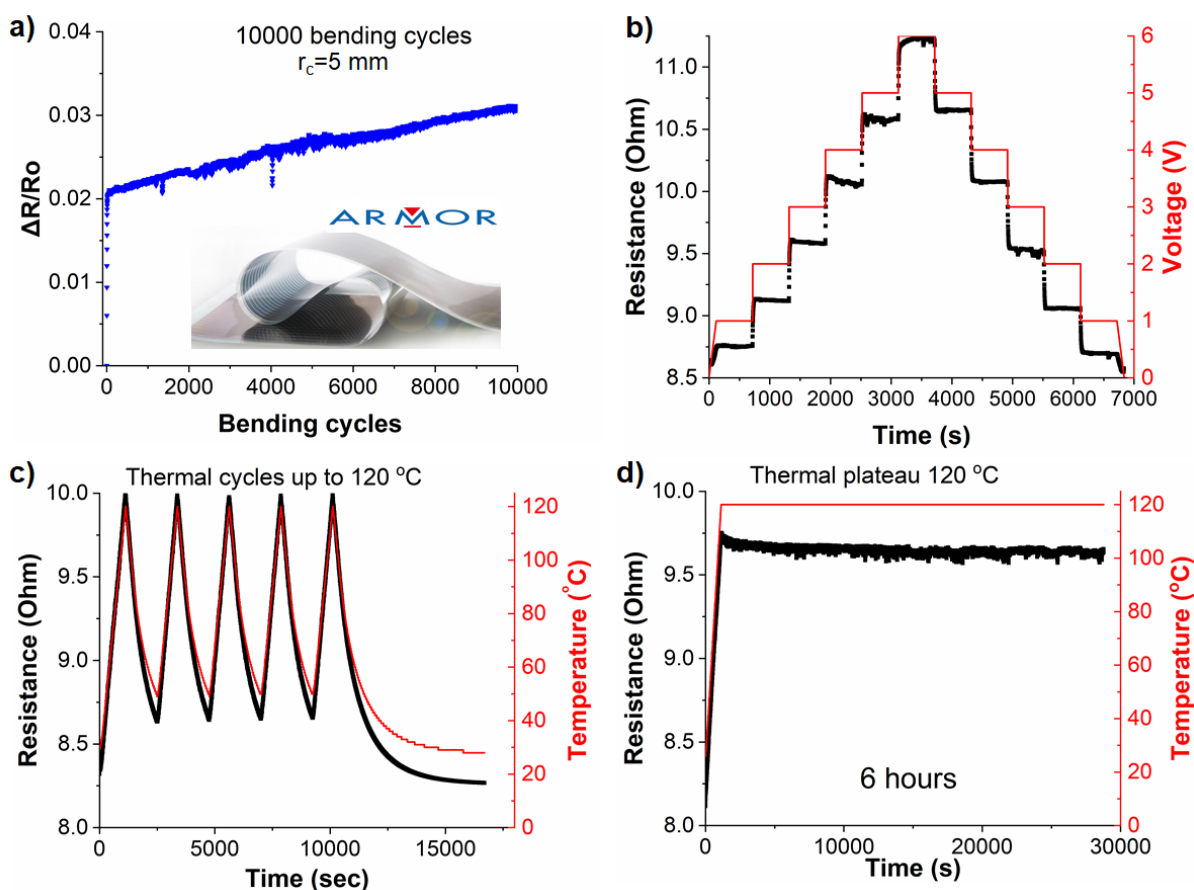 a)
10000 bending cycles
r_c=5 mm
0.03
0.02
0.01
0.00
ΔR/Ro
ARMOR
0 2000 4000 6000 8000 10000
Bending cycles
b)
11.0
10.5
10.0
9.5
9.0
8.5
Resistance (Ohm)
6
5
4
3
2
1
0
Voltage (V)
0 1000 2000 3000 4000 5000 6000 7000
Time (s)
c)
Thermal cycles up to 120 °C
10.0
9.5
9.0
8.5
8.0
Resistance (Ohm)
120
100
80
60
40
20
0
Temperature (°C)
0 5000 10000 15000
Time (sec)
d)
Thermal plateau 120 °C
10.0
9.5
9.0
8.5
8.0
Resistance (Ohm)
6 hours
120
100
80
60
40
20
0
Temperature (°C)
0 10000 20000 30000
Time (s)